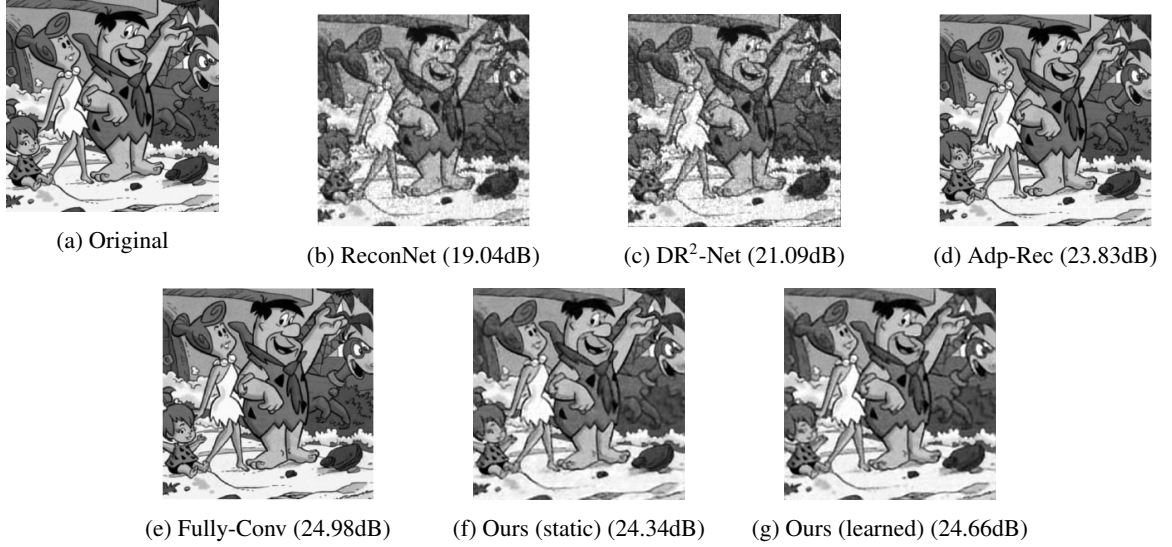 (a) Original
(b) ReconNet (19.04dB)
(c) DR²-Net (21.09dB)
(d) Adp-Rec (23.83dB)
(e) Fully-Conv (24.98dB)
(f) Ours (static) (24.34dB)
(g) Ours (learned) (24.66dB)